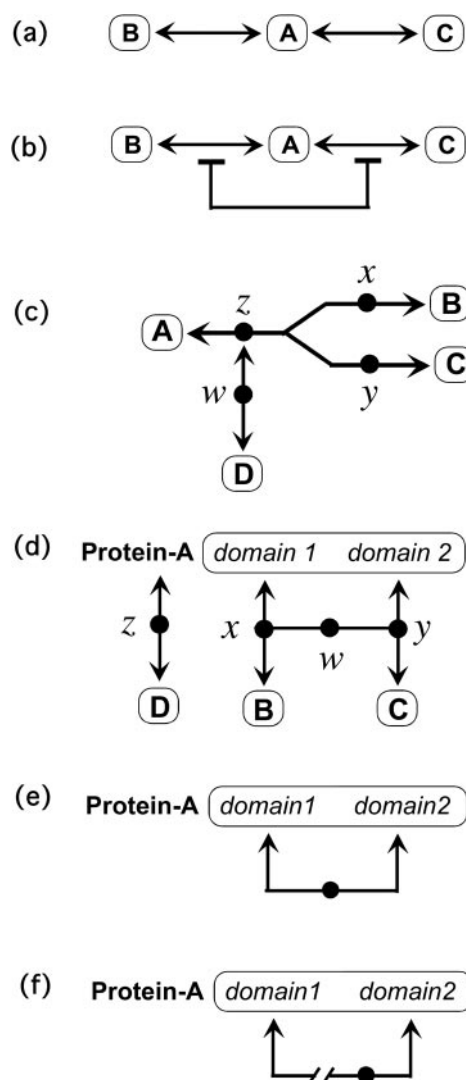 (a) B A C
(b) B A C
(c) A z x B
y C
w
D
(d) Protein-A domain 1 domain 2
z x w y
D B C
(e) Protein-A domain1 domain2
(f) Protein-A domain1 domain2